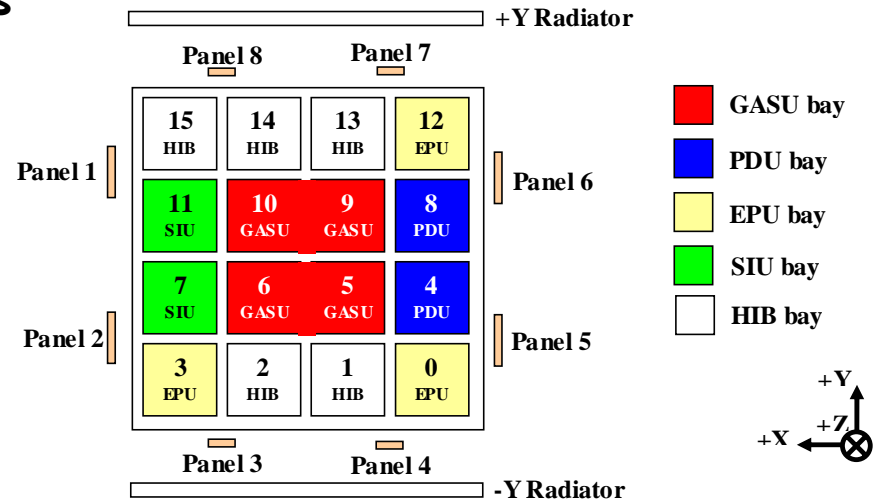 s
+Y Radiator
Panel 8
Panel 7
15
HIB
14
HIB
13
HIB
12
EPU
GASU bay
Panel 1
Panel 6
PDU bay
11
SIU
10
GASU
9
GASU
8
PDU
EPU bay
7
SIU
6
GASU
5
GASU
4
PDU
SIU bay
HIB bay
Panel 2
Panel 5
3
EPU
2
HIB
1
HIB
0
EPU
+Y
+Z
+X
Panel 3
Panel 4
-Y Radiator